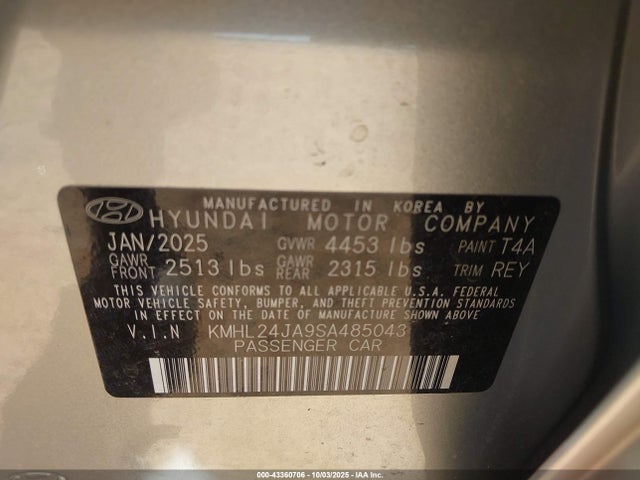 MANUFACTURED IN KOREA BY
HYUNDAI MOTOR COMPANY
JAN/2025 GVWR 4453 lbs PAINT T4A
GAWR FRONT 2513 lbs GAWR REAR 2315 lbs TRIM REY
THIS VEHICLE CONFORMS TO ALL APPLICABLE U.S.A. FEDERAL
MOTOR VEHICLE SAFETY, BUMPER, AND THEFT PREVENTION STANDARDS
IN EFFECT ON THE DATE OF MANUFACTURE SHOWN ABOVE
V.I.N KMHL24JA9SA485043
PASSENGER CAR
000-43360706 • 10/03/2025 • IAA Inc.